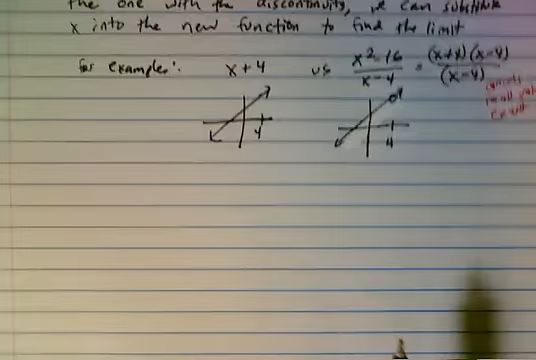 the one with the discontinuity, we can substitute
x into the new function to find the limit
for example: x + 4 vs x² - 16 / x - 4 = (x+4)(x-4) / (x-4)
4 4